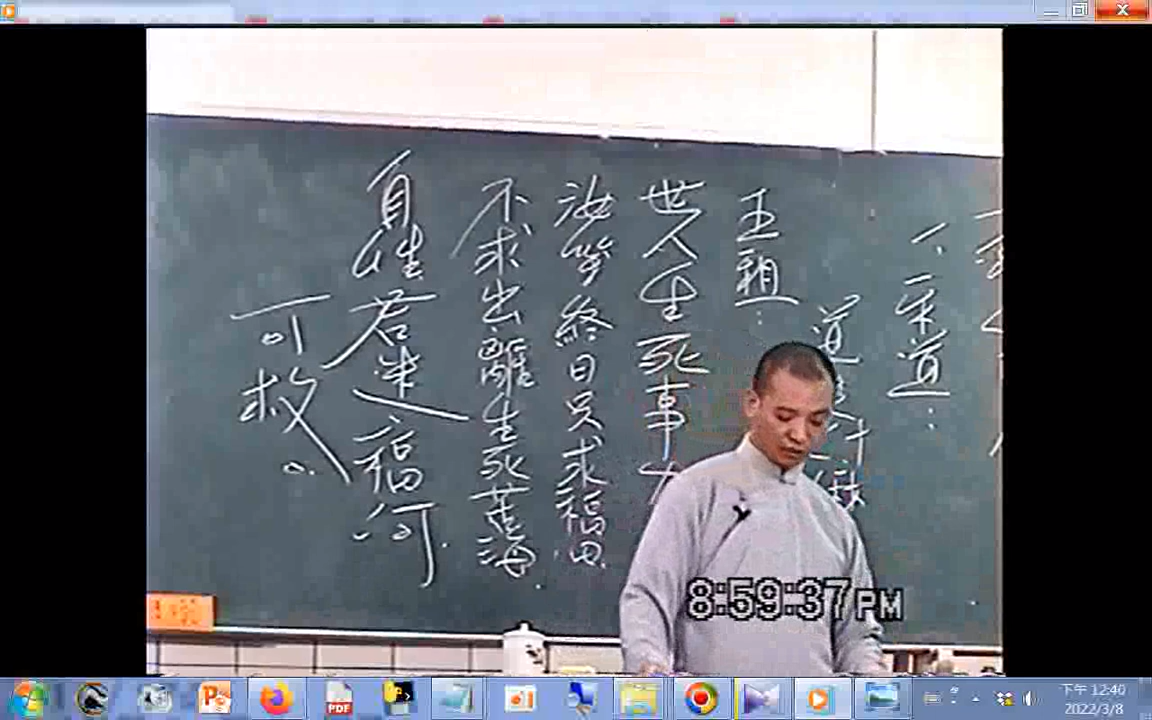 一、求道：
道
五祖：
世人生死事
汝等終日只求福田
不求出離生死苦海.
自性若迷，福何
可救。
8:59:37 PM
下午 12:40
2022/3/8
PDF